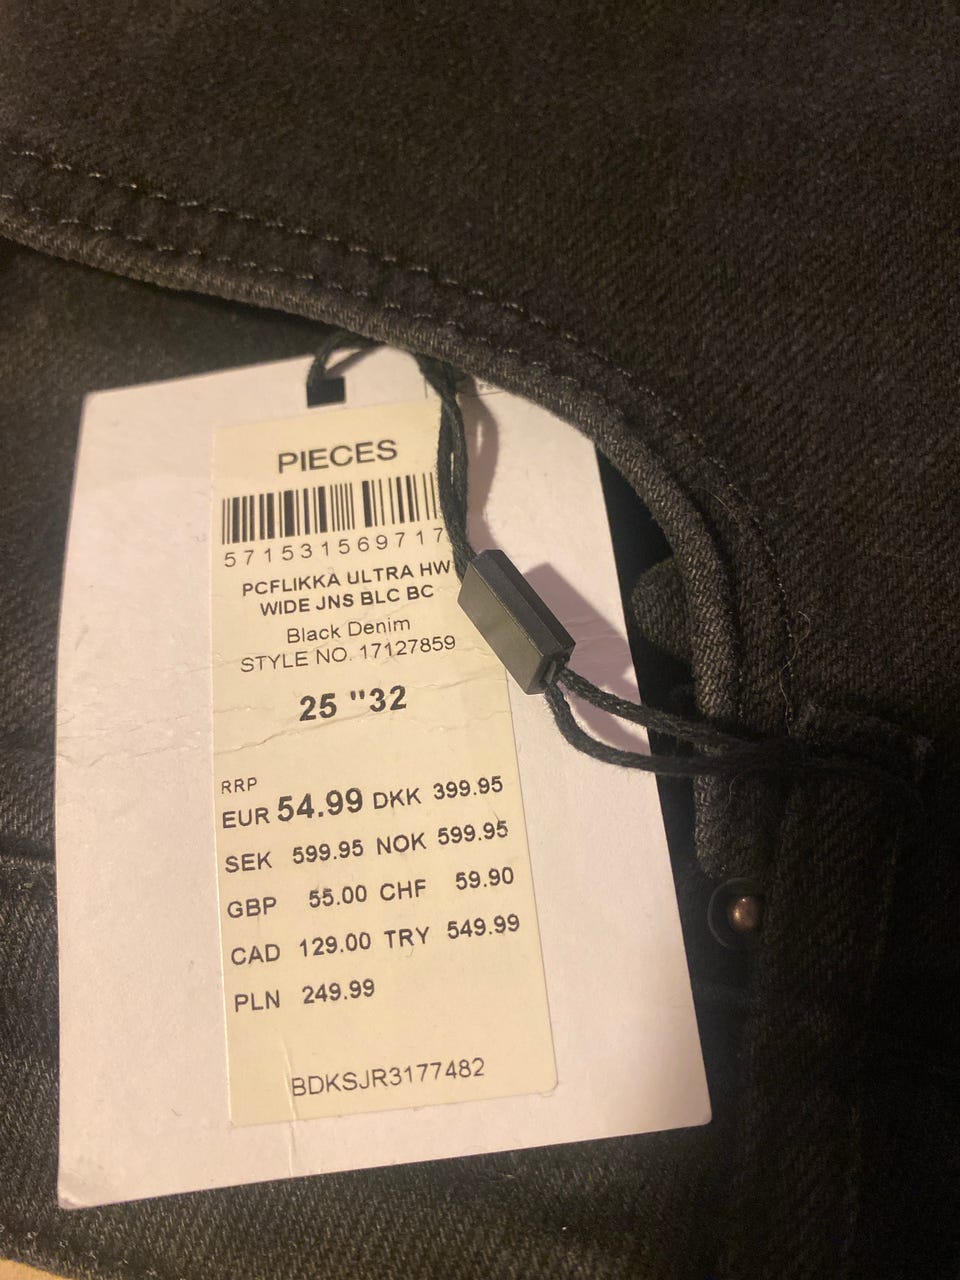 PIECES
571531569717
PCFLIKKA ULTRA HW
WIDE JNS BLC BC
Black Denim
STYLE NO. 17127859
25 "32
RRP
EUR 54.99 DKK 399.95
SEK 599.95 NOK 599.95
GBP 55.00 CHF 59.90
CAD 129.00 TRY 549.99
PLN 249.99
BDKSJR3177482